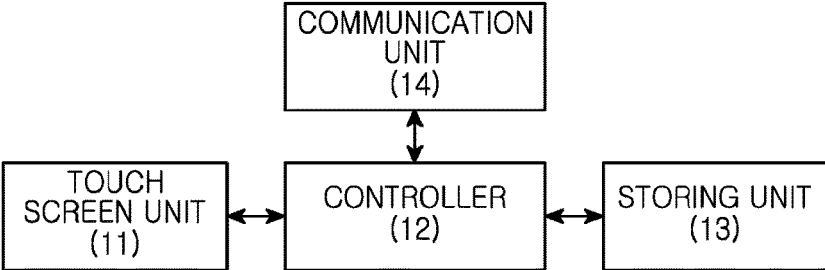 COMMUNICATION
UNIT
(14)
TOUCH
SCREEN UNIT
(11)
CONTROLLER
(12)
STORING UNIT
(13)